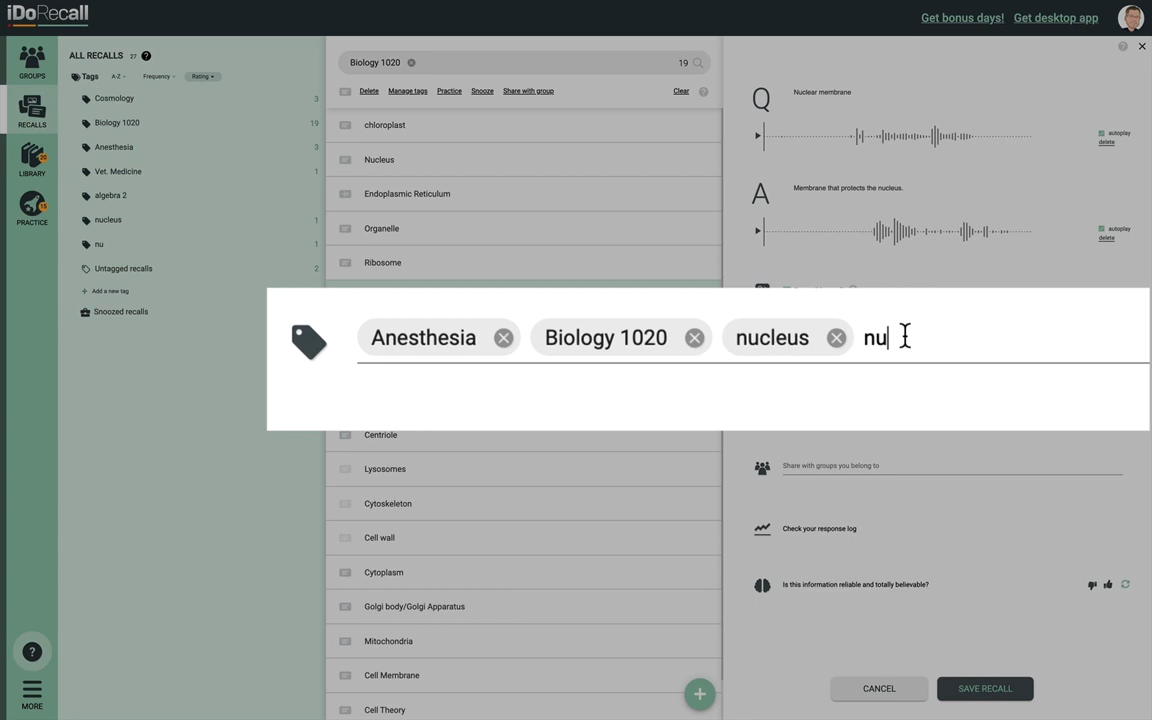 iDoRecall
Get bonus days!
Get desktop app
GROUPS
RECALLS
20
LIBRARY
15
PRACTICE
?
MORE
ALL RECALLS 27 ?
Tags A-Z Frequency Rating
Cosmology 3
Biology 1020 19
Anesthesia 3
Vet. Medicine 1
algebra 2
nucleus 1
nu 1
Untagged recalls 2
+ Add a new tag
Snoozed recalls
Biology 1020 19
Delete Manage tags Practice Snooze Share with group Clear ?
chloroplast
Nucleus
Endoplasmic Reticulum
Organelle
Ribosome
Anesthesia Biology 1020 nucleus nu
Centriole
Lysosomes
Cytoskeleton
Cell wall
Cytoplasm
Golgi body/Golgi Apparatus
Mitochondria
Cell Membrane
Cell Theory
+
?
Q Nuclear membrane
autoplay
delete
A Membrane that protects the nucleus.
autoplay
delete
Share with groups you belong to
Check your response log
Is this information reliable and totally believable?
CANCEL SAVE RECALL